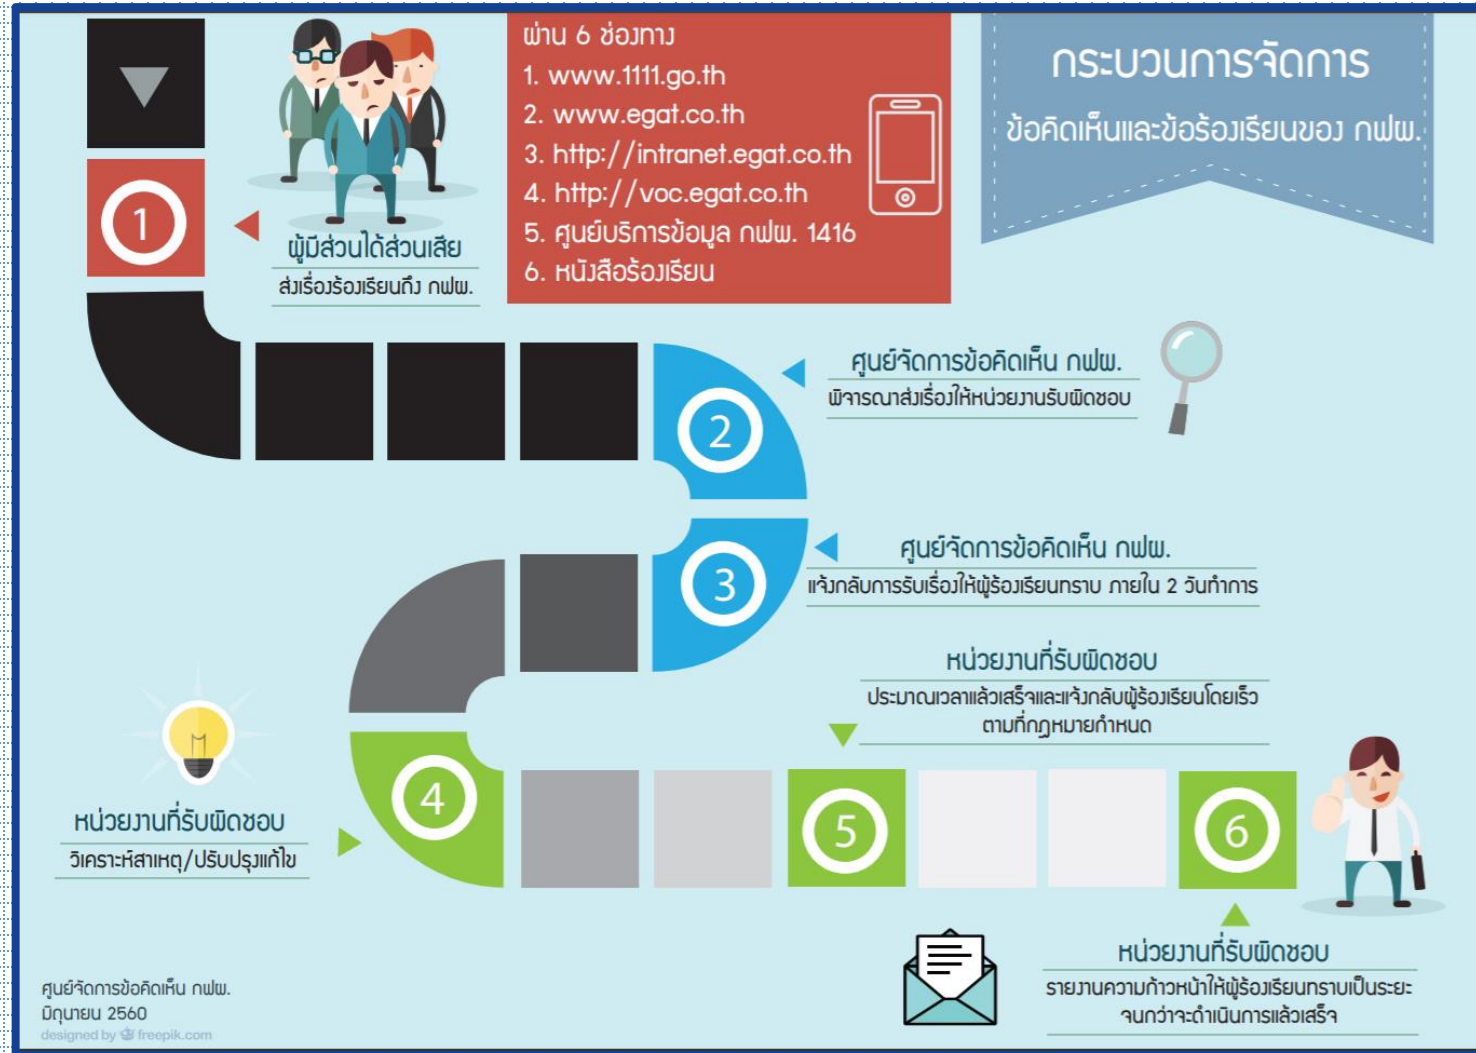 กระบวนการจัดการ
ข้อคิดเห็นและข้อร้องเรียนของ กฟผ.
ผ่าน 6 ช่องทาง
1. www.1111.go.th
2. www.egat.co.th
3. http://intranet.egat.co.th
4. http://voc.egat.co.th
5. ศูนย์บริการข้อมูล กฟผ. 1416
6. หนังสือร้องเรียน
1
ผู้มีส่วนได้ส่วนเสีย
ส่งเรื่องร้องเรียนถึง กฟผ.
2
ศูนย์จัดการข้อคิดเห็น กฟผ.
พิจารณาส่งเรื่องให้หน่วยงานรับผิดชอบ
3
ศูนย์จัดการข้อคิดเห็น กฟผ.
แจ้งกลับการรับเรื่องให้ผู้ร้องเรียนทราบ ภายใน 2 วันทำการ
4
หน่วยงานที่รับผิดชอบ
วิเคราะห์สาเหตุ/ปรับปรุงแก้ไข
5
หน่วยงานที่รับผิดชอบ
ประมาณเวลาแล้วเสร็จและแจ้งกลับผู้ร้องเรียนโดยเร็ว
ตามที่กฎหมายกำหนด
6
หน่วยงานที่รับผิดชอบ
รายงานความก้าวหน้าให้ผู้ร้องเรียนทราบเป็นระยะ
จนกว่าจะดำเนินการแล้วเสร็จ
ศูนย์จัดการข้อคิดเห็น กฟผ.
มิถุนายน 2560
designed by freepik.com